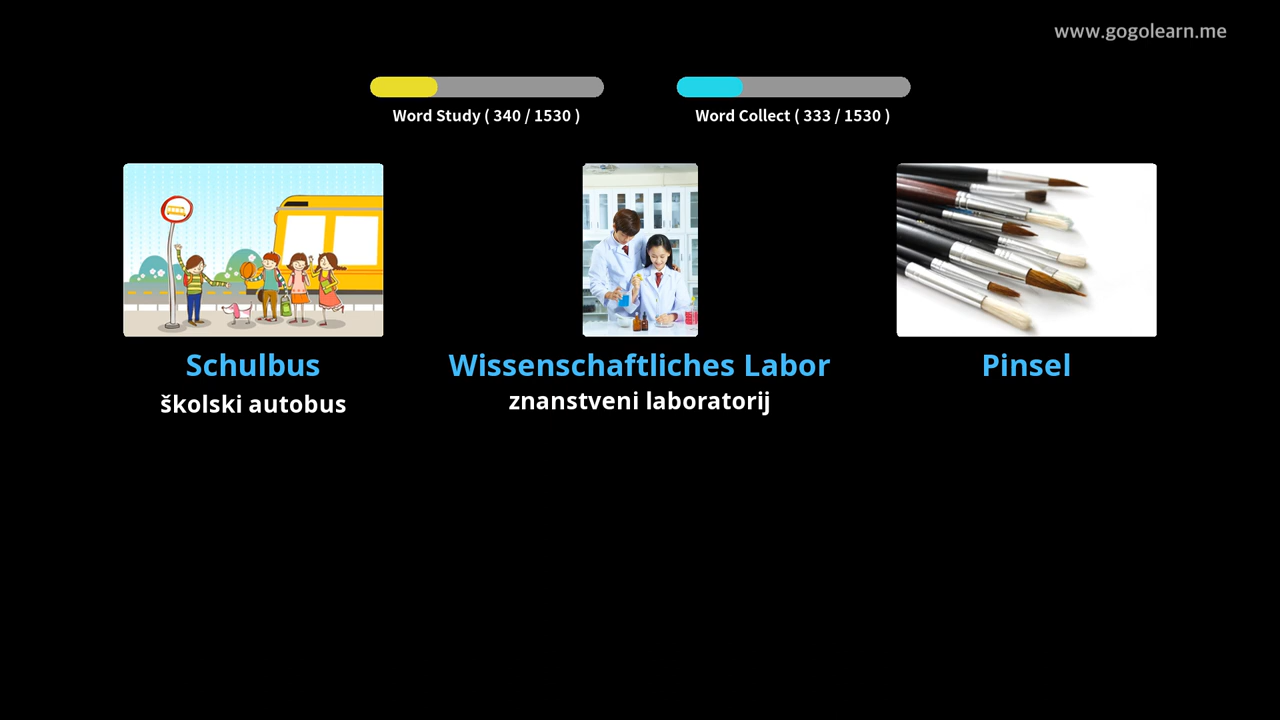 www.gogolearn.me
Word Study ( 340 / 1530 )
Word Collect ( 333 / 1530 )
Schulbus
Wissenschaftliches Labor
Pinsel
školski autobus
znanstveni laboratorij